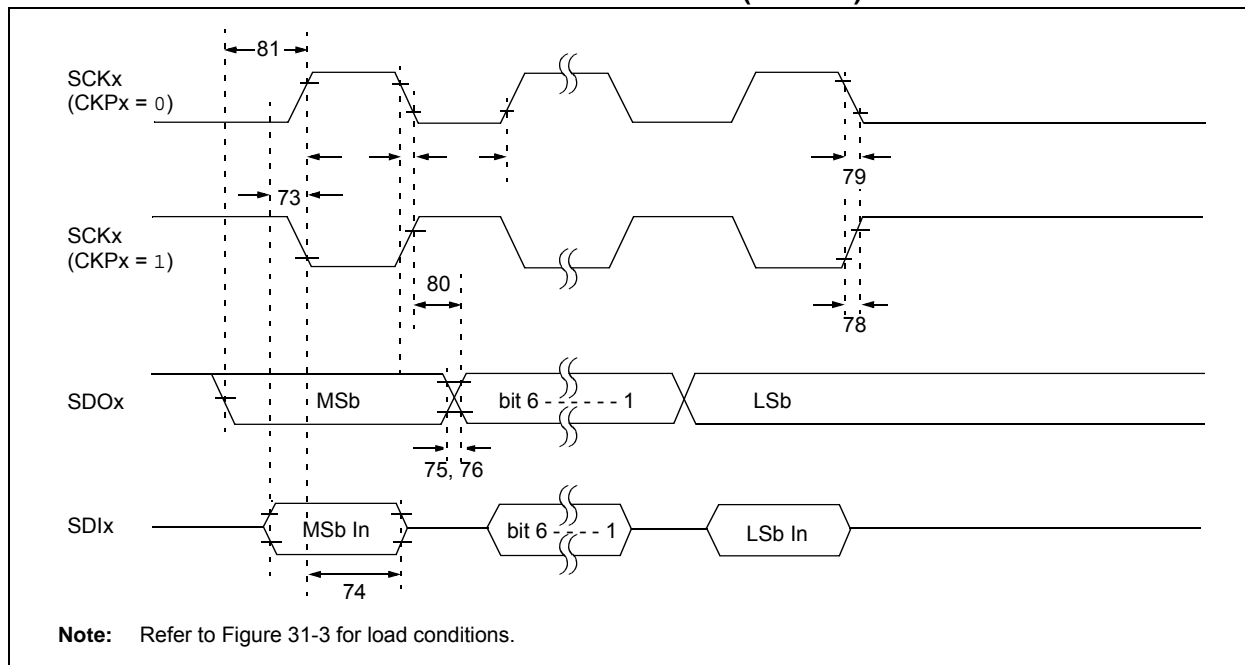 81
SCKx
(CKPx = 0)
79
73
SCKx
(CKPx = 1)
80
78
SDOx
MSb
bit 6 - - - - - - 1
LSb
75, 76
SDIx
MSb In
bit 6 - - - - 1
LSb In
74
Note: Refer to Figure 31-3 for load conditions.